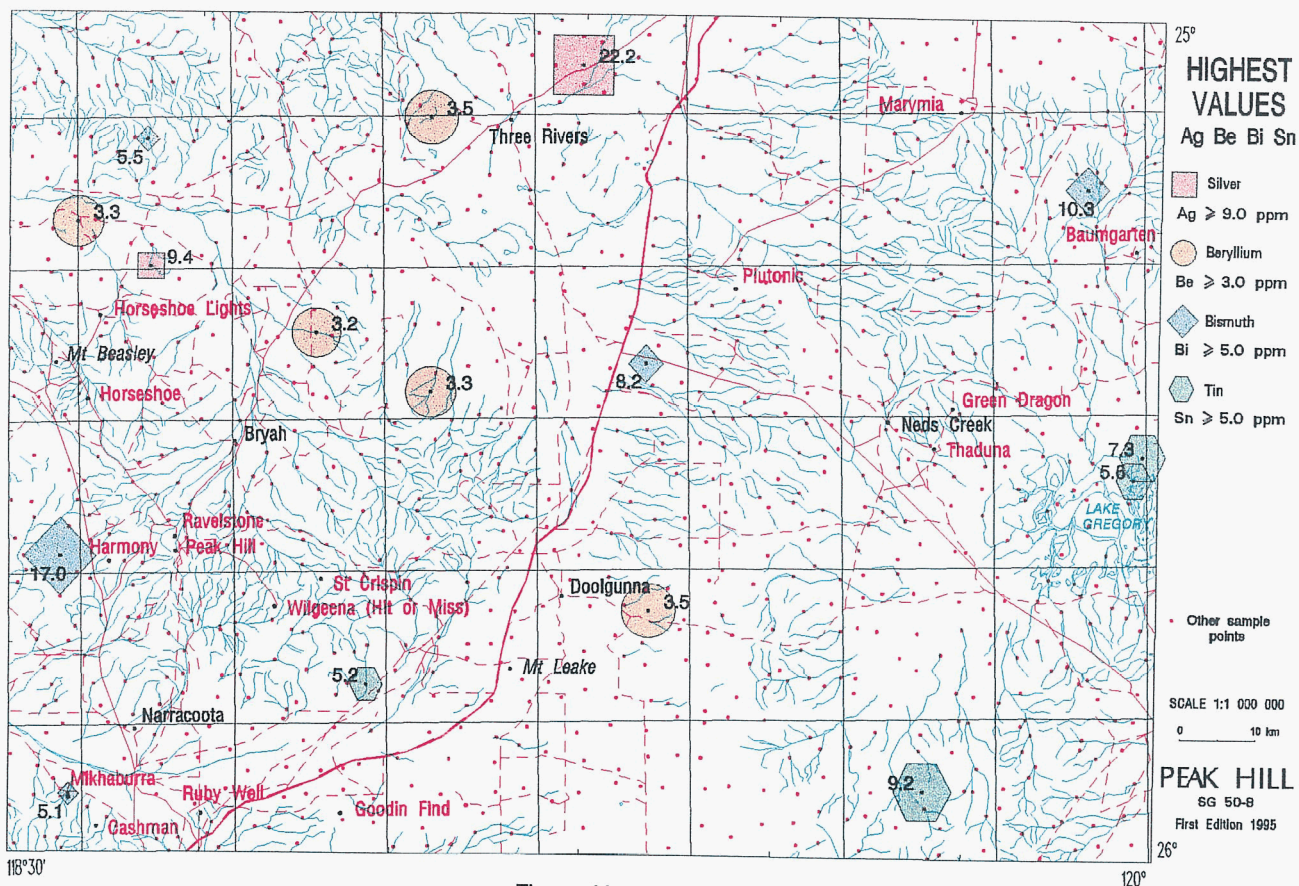 25°
HIGHEST
VALUES
Ag Be Bi Sn
Silver
Ag ⩾ 9.0 ppm
Beryllium
Be ⩾ 3.0 ppm
Bismuth
Bi ⩾ 5.0 ppm
Tin
Sn ⩾ 5.0 ppm
Other sample
points
SCALE 1:1 000 000
0 10 km
PEAK HILL
SG 50-8
First Edition 1995
26°
22.2
3.5
Three Rivers
Marymia
5.5
10.3
Baumgarten
3.3
9.4
Plutonic
Horseshoe Lights
3.2
Mt Beasley
8.2
3.3
Horseshoe
Green Dragon
Neds Creek
Bryah
Thaduna
7.3
5.6
LAKE
GREGORY
Ravelstone
Harmony
Peak Hill
17.0
St Crispin
Doolgunna
Wilgeena (Hit or Miss)
3.5
Mt Leake
5.2
Narracoota
Mikhaburra
Ruby Well
9.2
5.1
Goodin Find
Cashman
118°30'
120°